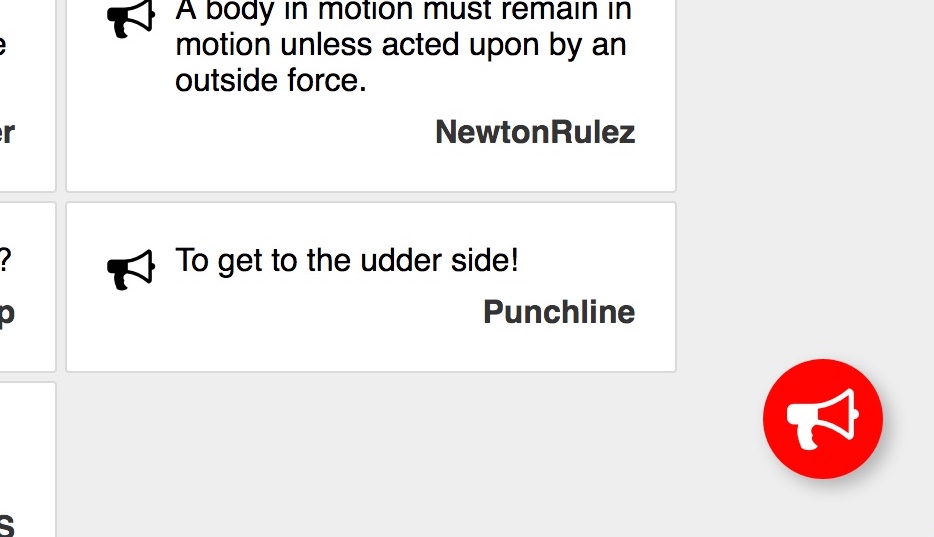 A body in motion must remain in
motion unless acted upon by an
outside force.
NewtonRulez
To get to the udder side!
Punchline